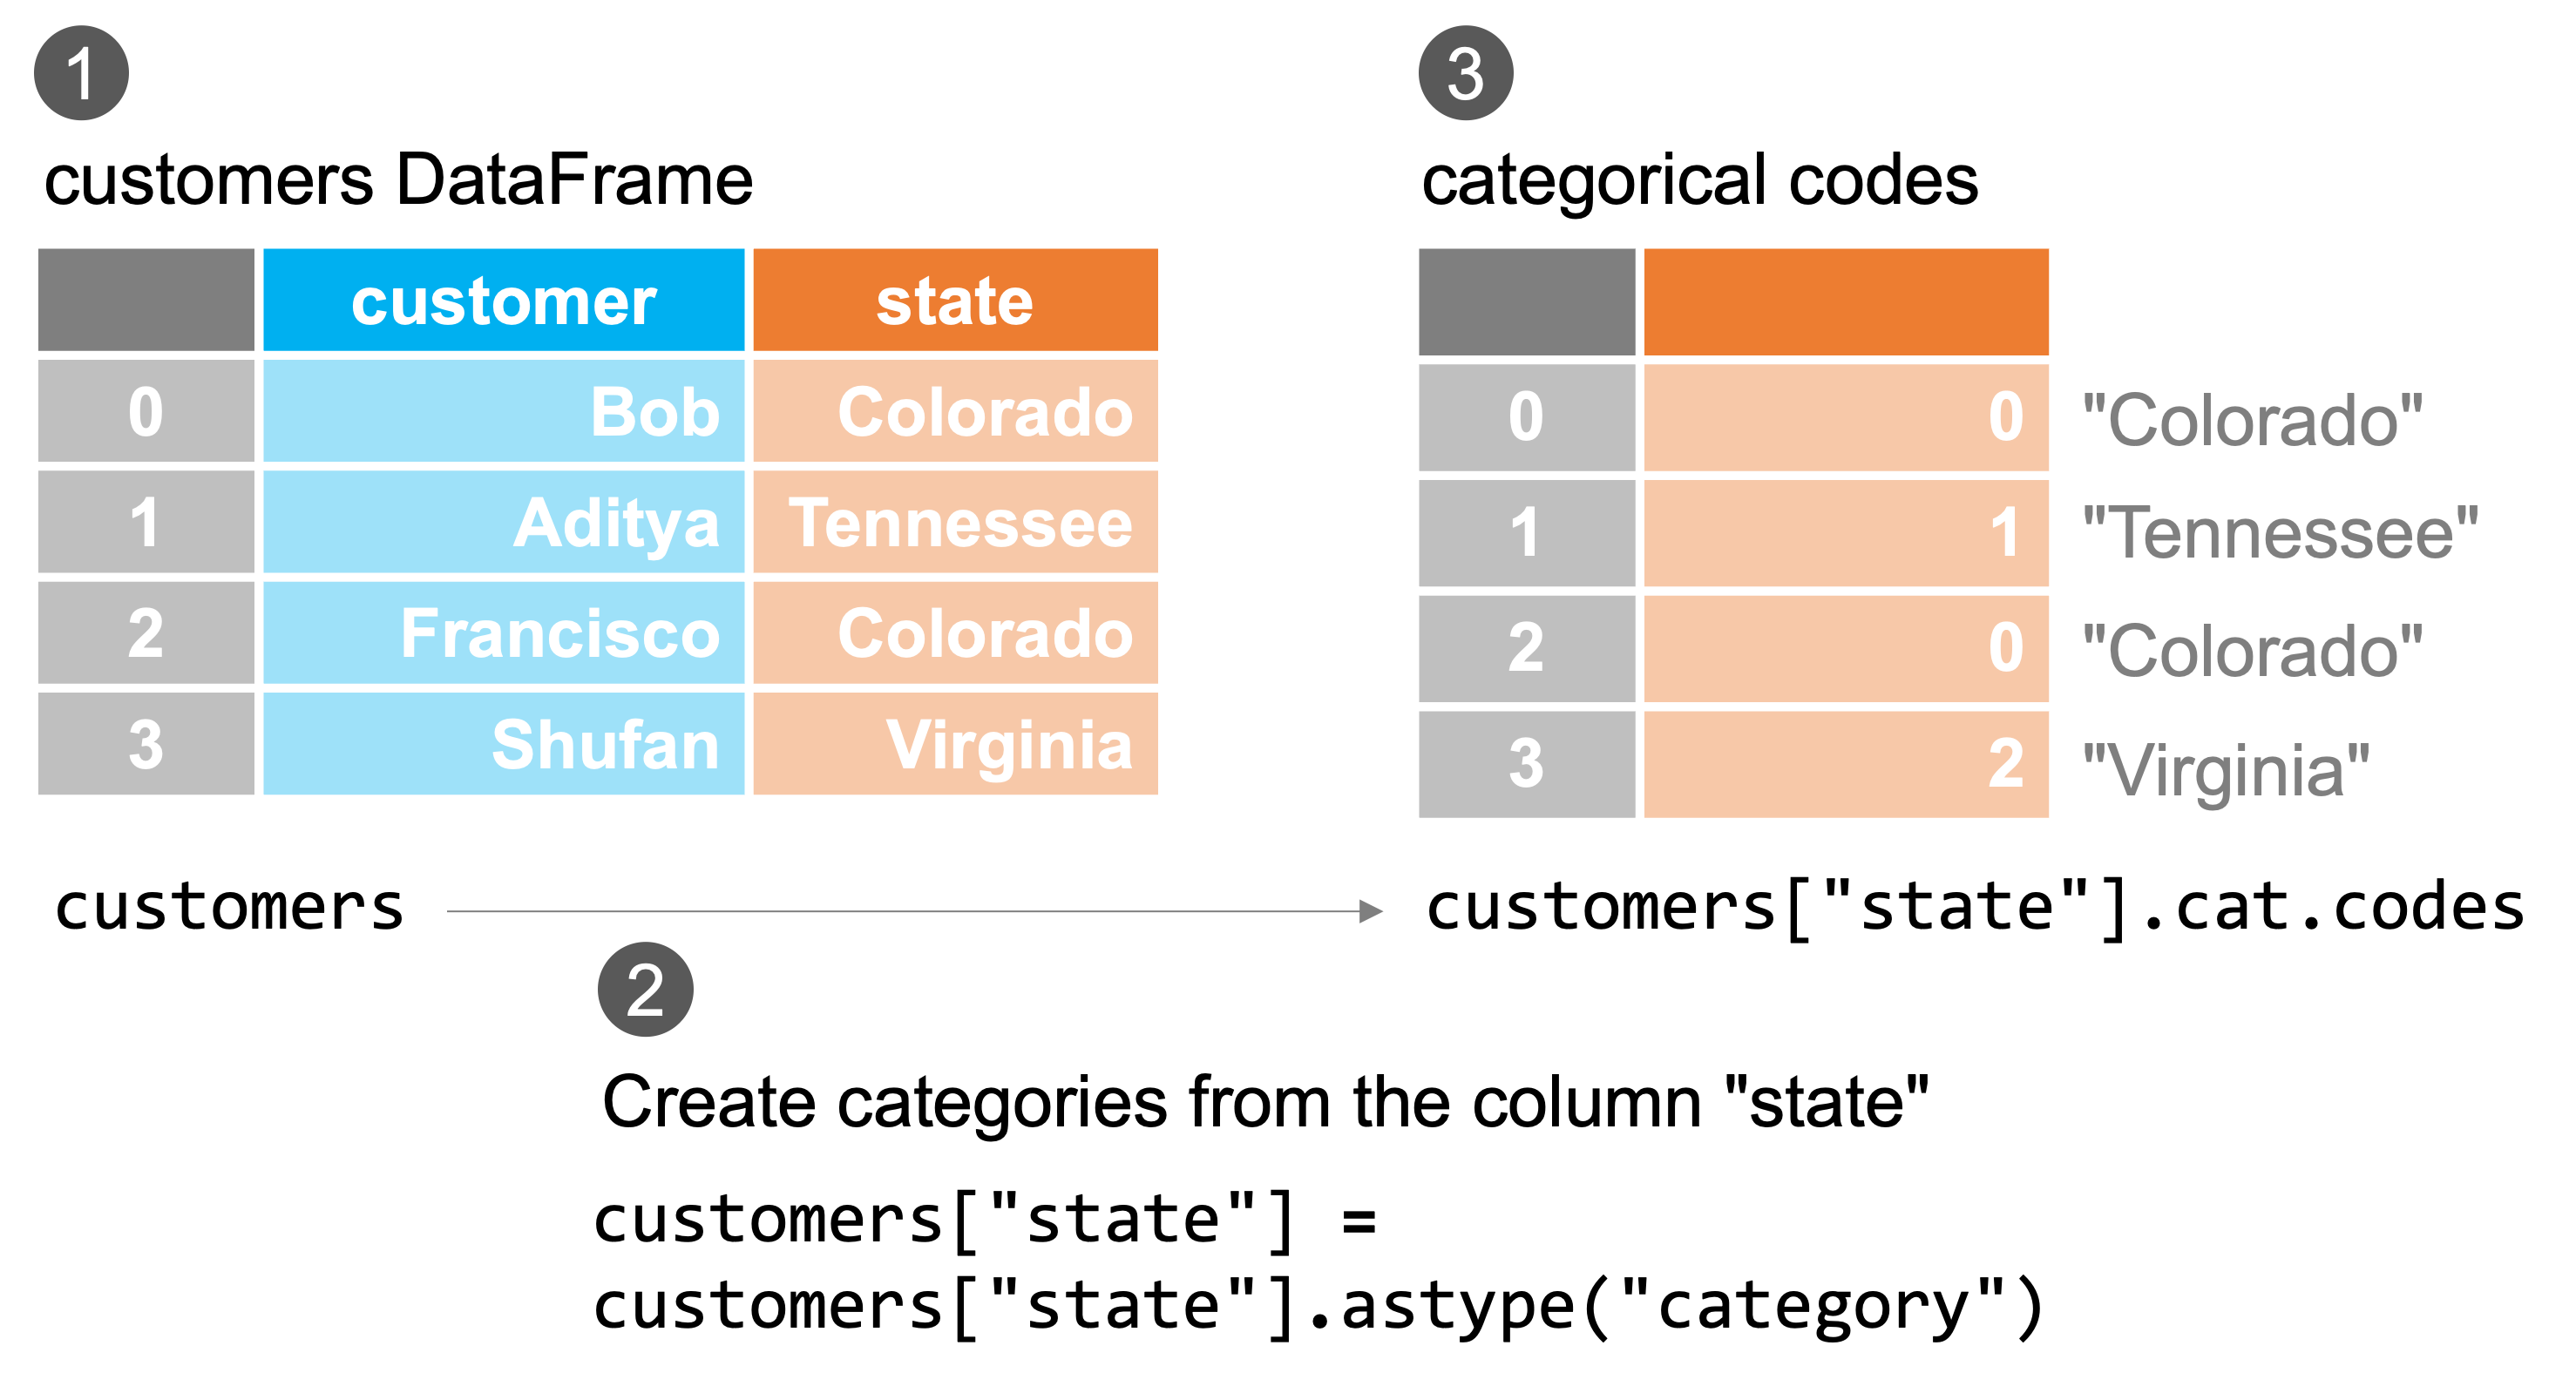 1
customers DataFrame
customer state
0 Bob Colorado
1 Aditya Tennessee
2 Francisco Colorado
3 Shufan Virginia
customers
2
Create categories from the column "state"
customers["state"] =
customers["state"].astype("category")
3
categorical codes
0 0 "Colorado"
1 1 "Tennessee"
2 0 "Colorado"
3 2 "Virginia"
customers["state"].cat.codes